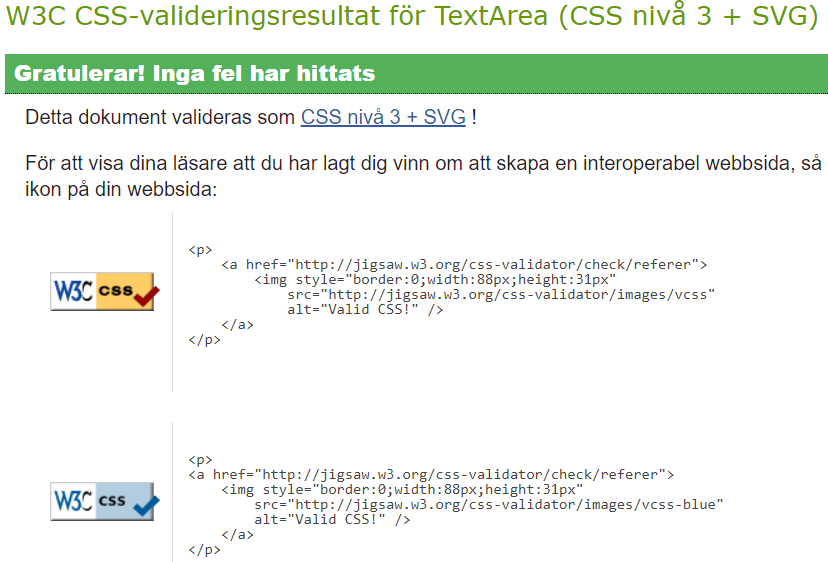 W3C CSS-valideringsresultat för TextArea (CSS nivå 3 + SVG)
Gratulerar! Inga fel har hittats
Detta dokument valideras som CSS nivå 3 + SVG !
För att visa dina läsare att du har lagt dig vinn om att skapa en interoperabel webbsida, så
ikon på din webbsida:
W3C css
<p>
<a href="http://jigsaw.w3.org/css-validator/check/referer">
<img style="border:0;width:88px;height:31px"
src="http://jigsaw.w3.org/css-validator/images/vcss"
alt="Valid CSS!" />
</a>
</p>
W3C css
<p>
<a href="http://jigsaw.w3.org/css-validator/check/referer">
<img style="border:0;width:88px;height:31px"
src="http://jigsaw.w3.org/css-validator/images/vcss-blue"
alt="Valid CSS!" />
</a>
</p>